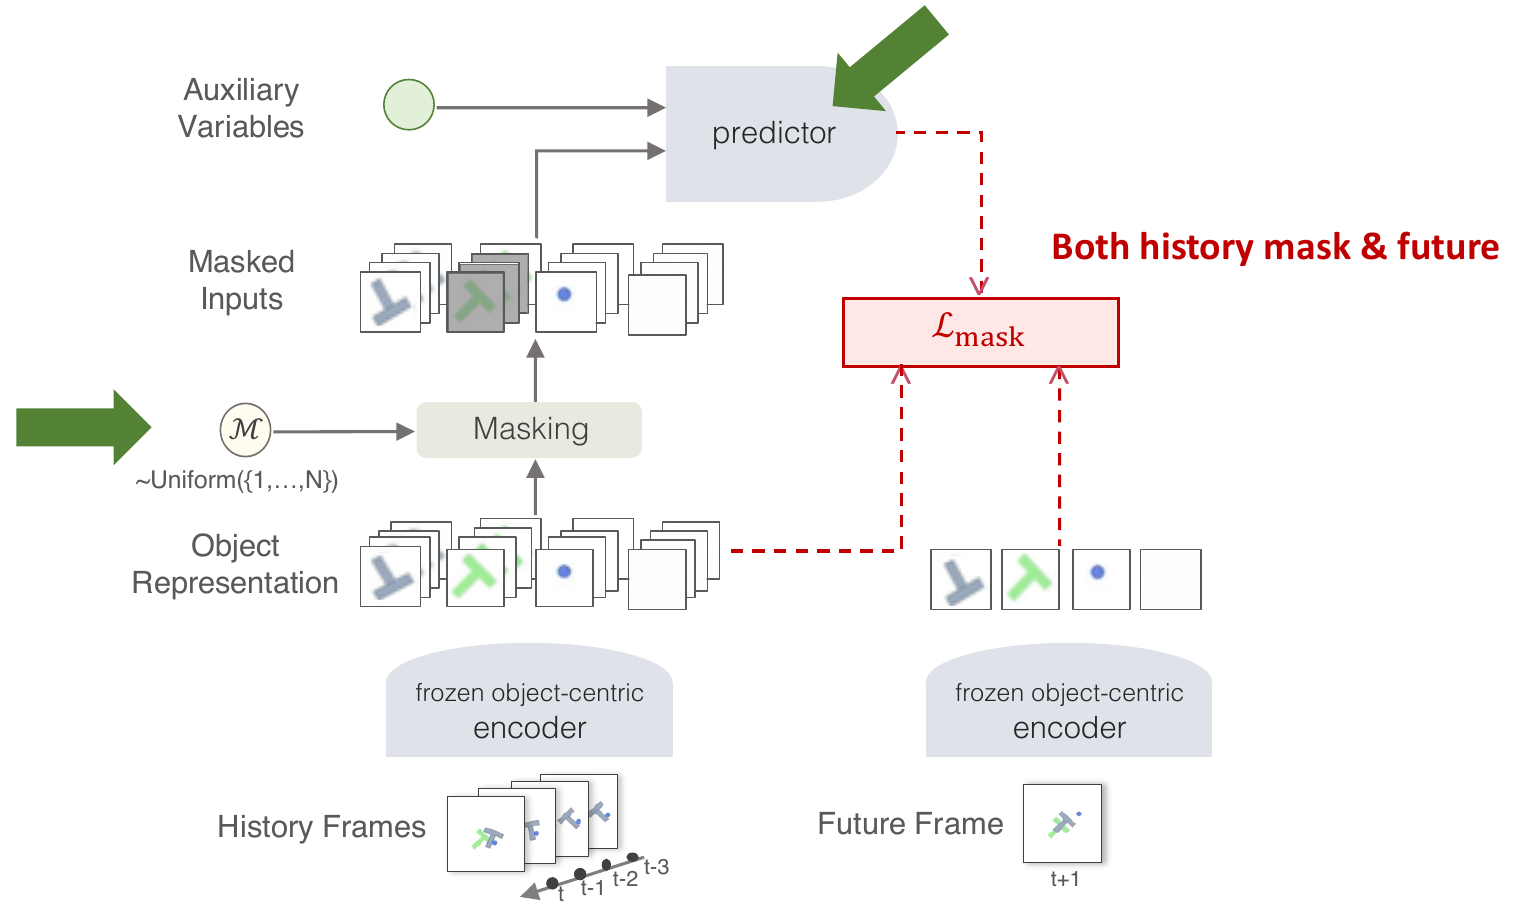 Auxiliary
Variables
predictor
Both history mask & future
Masked
Inputs
ℒmask
ℳ
Masking
~Uniform({1,...,N})
Object
Representation
frozen object-centric
encoder
frozen object-centric
encoder
History Frames
t
t-1
t-2
t-3
Future Frame
t+1